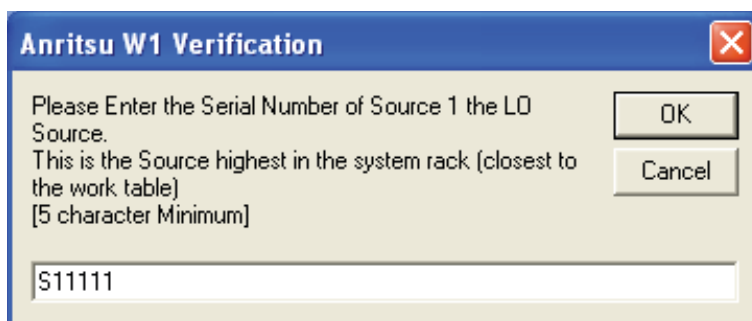 Anritsu W1 Verification
Please Enter the Serial Number of Source 1 the LO
Source.
This is the Source highest in the system rack (closest to
the work table)
[5 character Minimum]
OK
Cancel
S11111